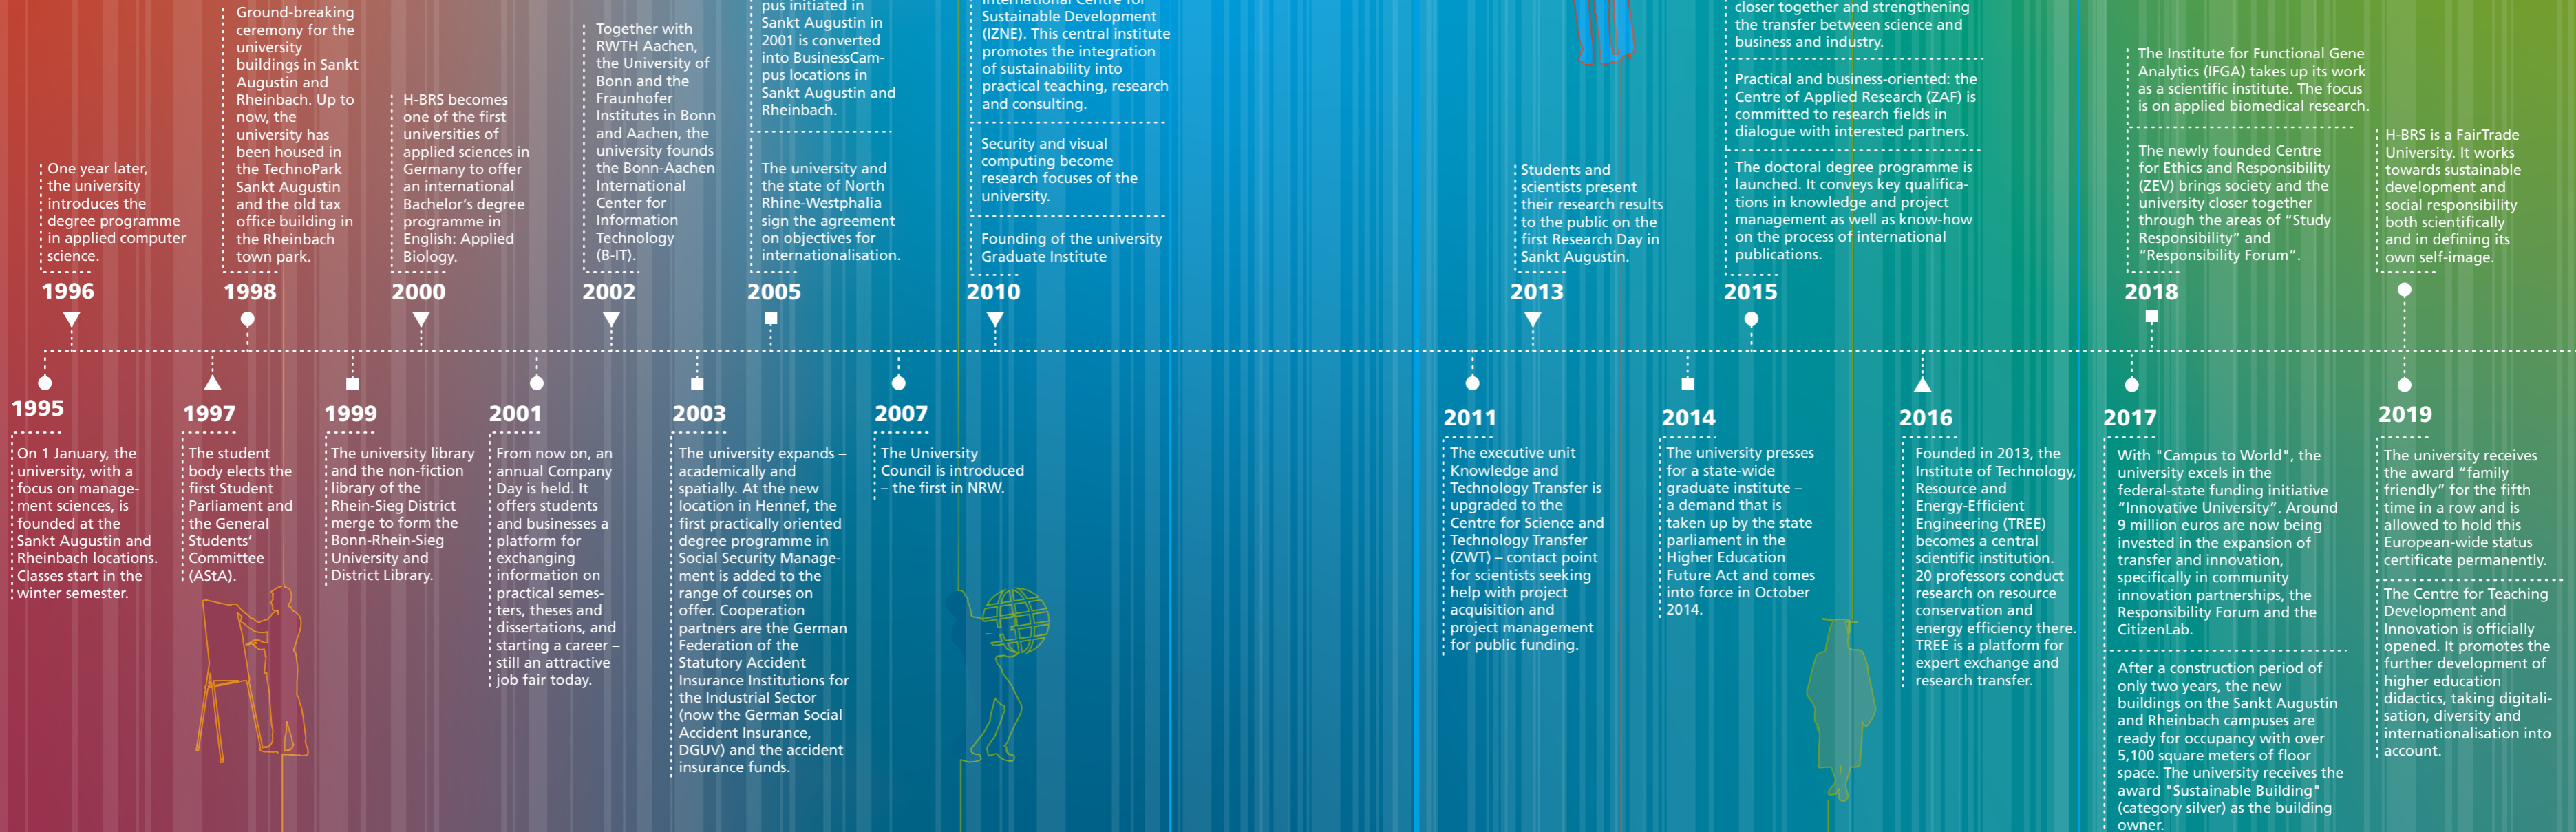 Ground-breaking
ceremony for the
university
buildings in Sankt
Augustin and
Rheinbach. Up to
now, the
university has
been housed in
the TechnoPark
Sankt Augustin
and the old tax
office building in
the Rheinbach
town park.
Together with
RWTH Aachen,
the University of
Bonn and the
Fraunhofer
Institutes in Bonn
and Aachen, the
university founds
the Bonn-Aachen
International
Center for
Information
Technology
(B-IT).
pus initiated in
Sankt Augustin in
2001 is converted
into BusinessCam-
pus locations in
Sankt Augustin and
Rheinbach.
The university and
the state of North
Rhine-Westphalia
sign the agreement
on objectives for
internationalisation.
International Centre for
Sustainable Development
(IZNE). This central institute
promotes the integration
of sustainability into
practical teaching, research
and consulting.
Security and visual
computing become
research focuses of the
university.
Founding of the university
Graduate Institute
closer together and strengthening
the transfer between science and
business and industry.
Practical and business-oriented: the
Centre of Applied Research (ZAF) is
committed to research fields in
dialogue with interested partners.
The doctoral degree programme is
launched. It conveys key qualifica-
tions in knowledge and project
management as well as know-how
on the process of international
publications.
The Institute for Functional Gene
Analytics (IFGA) takes up its work
as a scientific institute. The focus
is on applied biomedical research.
The newly founded Centre
for Ethics and Responsibility
(ZEV) brings society and the
university closer together
through the areas of “Study
Responsibility” and
“Responsibility Forum”.
H-BRS is a FairTrade
University. It works
towards sustainable
development and
social responsibility
both scientifically
and in defining its
own self-image.
One year later,
the university
introduces the
degree programme
in applied computer
science.
H-BRS becomes
one of the first
universities of
applied sciences in
Germany to offer
an international
Bachelor’s degree
programme in
English: Applied
Biology.
Students and
scientists present
their research results
to the public on the
first Research Day in
Sankt Augustin.
1996
1998
2000
2002
2005
2010
2013
2015
2018
1995
On 1 January, the
university, with a
focus on manage-
ment sciences, is
founded at the
Sankt Augustin and
Rheinbach locations.
Classes start in the
winter semester.
1997
The student
body elects the
first Student
Parliament and
the General
Students’
Committee
(AStA).
1999
The university library
and the non-fiction
library of the
Rhein-Sieg District
merge to form the
Bonn-Rhein-Sieg
University and
District Library.
2001
From now on, an
annual Company
Day is held. It
offers students
and businesses a
platform for
exchanging
information on
practical semes-
ters, theses and
dissertations, and
starting a career –
still an attractive
job fair today.
2003
The university expands –
academically and
spatially. At the new
location in Hennef, the
first practically oriented
degree programme in
Social Security Manage-
ment is added to the
range of courses on
offer. Cooperation
partners are the German
Federation of the
Statutory Accident
Insurance Institutions for
the Industrial Sector
(now the German Social
Accident Insurance,
DGUV) and the accident
insurance funds.
2007
The University
Council is introduced
– the first in NRW.
2011
The executive unit
Knowledge and
Technology Transfer is
upgraded to the
Centre for Science and
Technology Transfer
(ZWT) – contact point
for scientists seeking
help with project
acquisition and
project management
for public funding.
2014
The university presses
for a state-wide
graduate institute –
a demand that is
taken up by the state
parliament in the
Higher Education
Future Act and comes
into force in October
2014.
2016
Founded in 2013, the
Institute of Technology,
Resource and
Energy-Efficient
Engineering (TREE)
becomes a central
scientific institution.
20 professors conduct
research on resource
conservation and
energy efficiency there.
TREE is a platform for
expert exchange and
research transfer.
2017
With "Campus to World", the
university excels in the
federal-state funding initiative
“Innovative University”. Around
9 million euros are now being
invested in the expansion of
transfer and innovation,
specifically in community
innovation partnerships, the
Responsibility Forum and the
CitizenLab.
After a construction period of
only two years, the new
buildings on the Sankt Augustin
and Rheinbach campuses are
ready for occupancy with over
5,100 square meters of floor
space. The university receives the
award "Sustainable Building"
(category silver) as the building
owner.
2019
The university receives
the award “family
friendly” for the fifth
time in a row and is
allowed to hold this
European-wide status
certificate permanently.
The Centre for Teaching
Development and
Innovation is officially
opened. It promotes the
further development of
higher education
didactics, taking digitali-
sation, diversity and
internationalisation into
account.